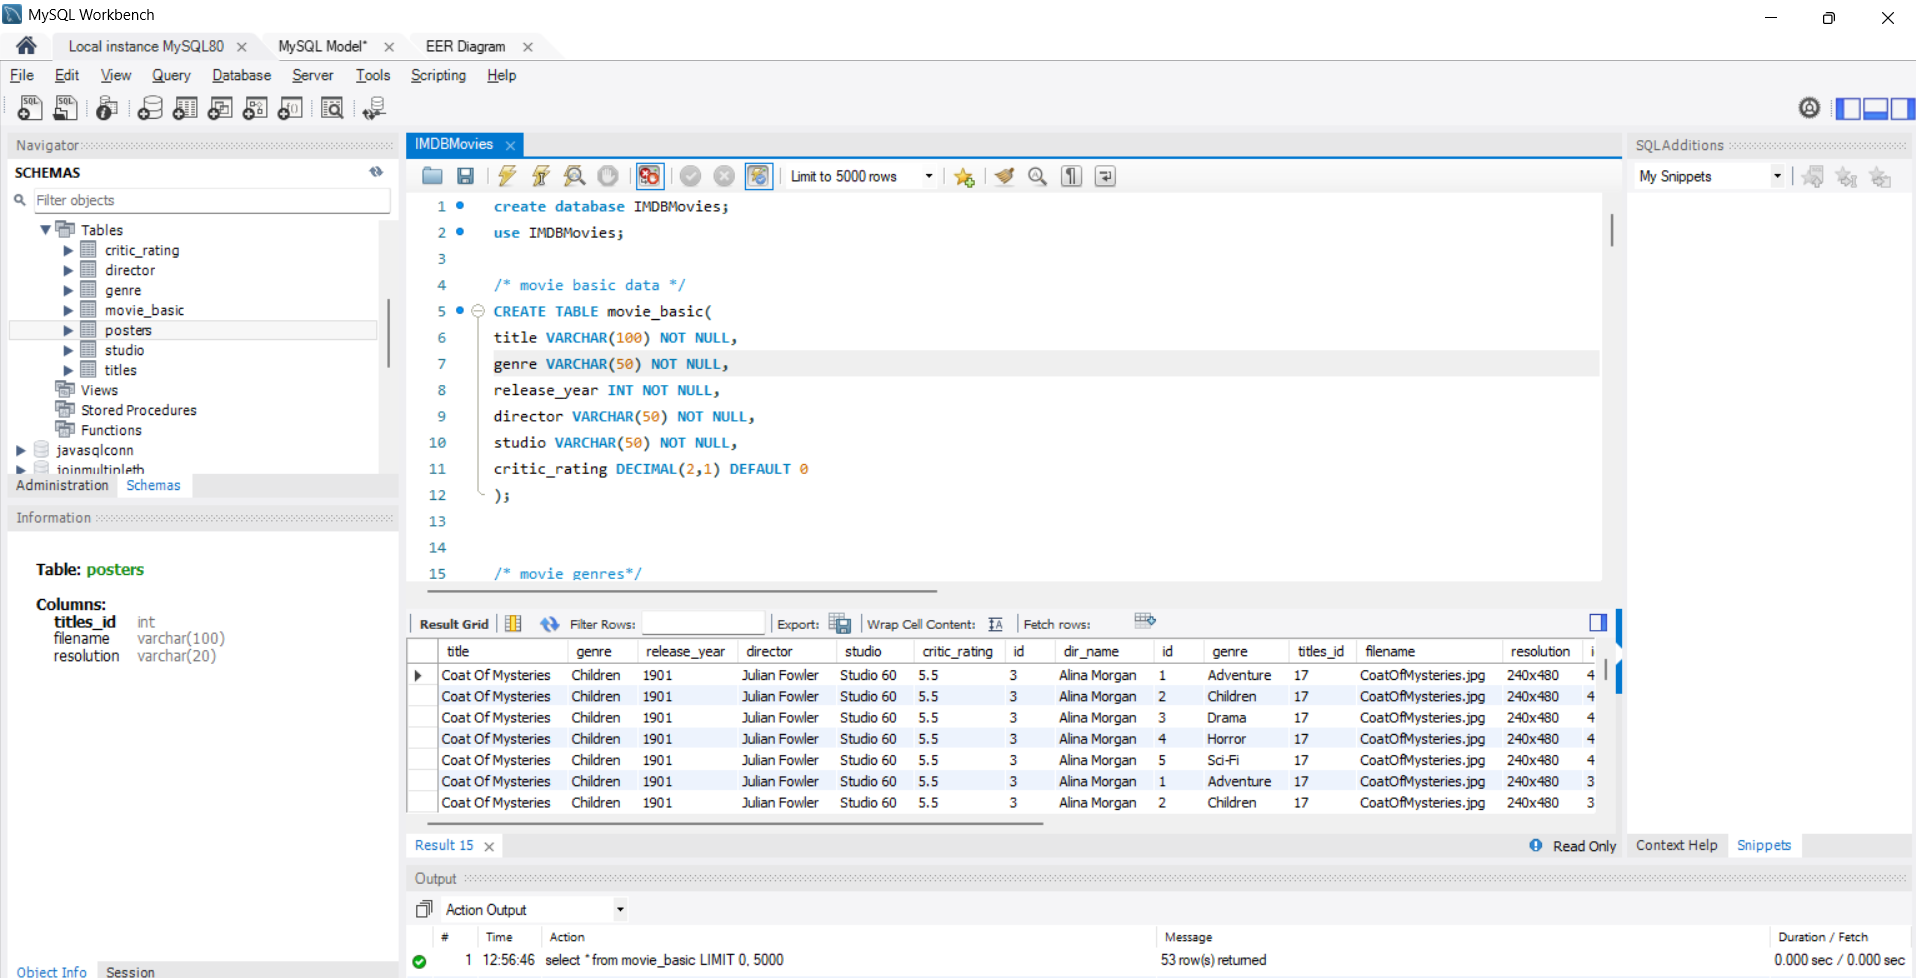 MySQL Workbench
Local instance MySQL80
MySQL Model*
EER Diagram
File Edit View Query Database Server Tools Scripting Help
Navigator
SCHEMAS
Filter objects
Tables
critic_rating
director
genre
movie_basic
posters
studio
titles
Views
Stored Procedures
Functions
javasqlconn
joinmultipletb
Administration Schemas
Information
Table: posters
Columns:
titles_id int
filename varchar(100)
resolution varchar(20)
Object Info Session
IMDBMovies
Limit to 5000 rows
1 create database IMDBMovies;
2 use IMDBMovies;
3
4 /* movie basic data */
5 CREATE TABLE movie_basic(
6 title VARCHAR(100) NOT NULL,
7 genre VARCHAR(50) NOT NULL,
8 release_year INT NOT NULL,
9 director VARCHAR(50) NOT NULL,
10 studio VARCHAR(50) NOT NULL,
11 critic_rating DECIMAL(2,1) DEFAULT 0
12 );
13
14
15 /* movie genres*/
Result Grid Filter Rows: Export: Wrap Cell Content: Fetch rows:
title genre release_year director studio critic_rating id dir_name id genre titles_id filename resolution i
Coat Of Mysteries Children 1901 Julian Fowler Studio 60 5.5 3 Alina Morgan 1 Adventure 17 CoatOfMysteries.jpg 240x480 4
Coat Of Mysteries Children 1901 Julian Fowler Studio 60 5.5 3 Alina Morgan 2 Children 17 CoatOfMysteries.jpg 240x480 4
Coat Of Mysteries Children 1901 Julian Fowler Studio 60 5.5 3 Alina Morgan 3 Drama 17 CoatOfMysteries.jpg 240x480 4
Coat Of Mysteries Children 1901 Julian Fowler Studio 60 5.5 3 Alina Morgan 4 Horror 17 CoatOfMysteries.jpg 240x480 4
Coat Of Mysteries Children 1901 Julian Fowler Studio 60 5.5 3 Alina Morgan 5 Sci-Fi 17 CoatOfMysteries.jpg 240x480 4
Coat Of Mysteries Children 1901 Julian Fowler Studio 60 5.5 3 Alina Morgan 1 Adventure 17 CoatOfMysteries.jpg 240x480 3
Coat Of Mysteries Children 1901 Julian Fowler Studio 60 5.5 3 Alina Morgan 2 Children 17 CoatOfMysteries.jpg 240x480 3
Result 15
Read Only
Output
Action Output
# Time Action Message Duration / Fetch
1 12:56:46 select * from movie_basic LIMIT 0, 5000 53 row(s) returned 0.000 sec / 0.000 sec
SQLAdditions
My Snippets
Context Help Snippets